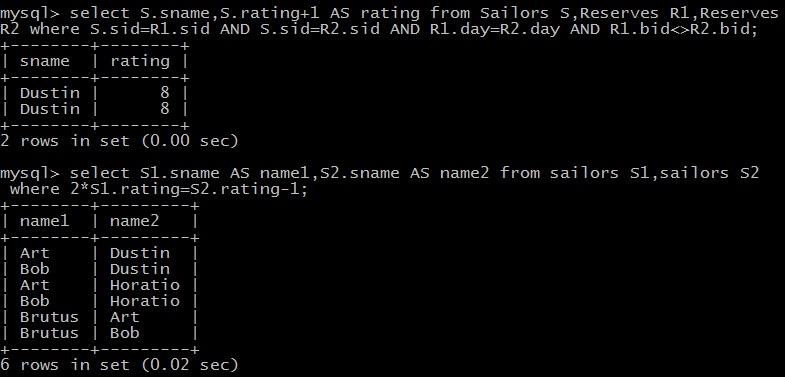 mysql> select S.sname,S.rating+1 AS rating from Sailors S,Reserves R1,Reserves
R2 where S.sid=R1.sid AND S.sid=R2.sid AND R1.day=R2.day AND R1.bid<>R2.bid;
+--------+--------+
| sname  | rating |
+--------+--------+
| Dustin |      8 |
| Dustin |      8 |
+--------+--------+
2 rows in set (0.00 sec)
mysql> select S1.sname AS name1,S2.sname AS name2 from sailors S1,sailors S2
 where 2*S1.rating=S2.rating-1;
+--------+---------+
| name1  | name2   |
+--------+---------+
| Art    | Dustin  |
| Bob    | Dustin  |
| Art    | Horatio |
| Bob    | Horatio |
| Brutus | Art     |
| Brutus | Bob     |
+--------+---------+
6 rows in set (0.02 sec)